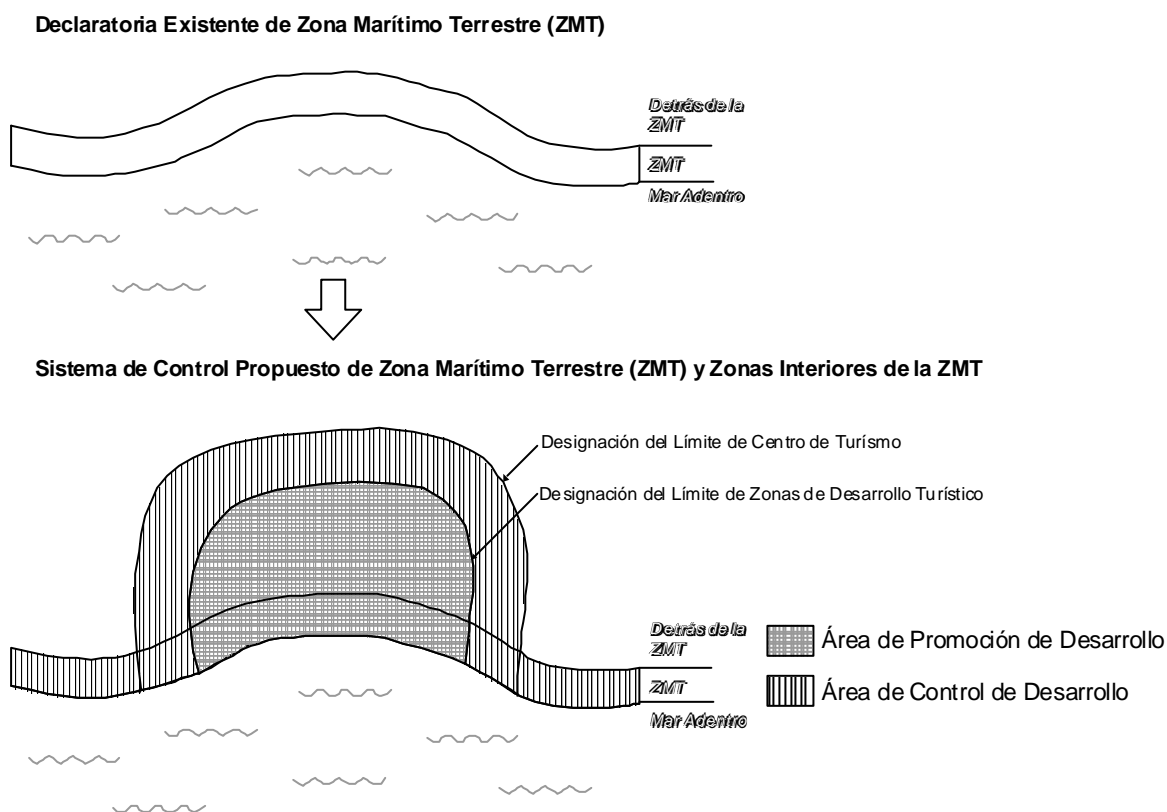 Declaratoria Existente de Zona Marítimo Terrestre (ZMT)
Detrás de la
ZMT
ZMT
Mar Adentro
Sistema de Control Propuesto de Zona Marítimo Terrestre (ZMT) y Zonas Interiores de la ZMT
Designación del Límite de Centro de Turísmo
Designación del Límite de Zonas de Desarrollo Turístico
Detrás de la
ZMT
ZMT
Mar Adentro
Área de Promoción de Desarrollo
Área de Control de Desarrollo